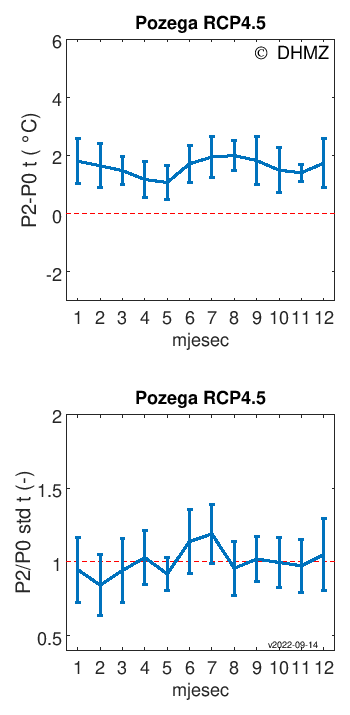 Pozega RCP4.5
© DHMZ
6
4
2
0
-2
P2-P0 t ( °C)
1 2 3 4 5 6 7 8 9 10 11 12
mjesec
Pozega RCP4.5
2
1.5
1
0.5
P2/P0 std t (-)
v2022-09-14
1 2 3 4 5 6 7 8 9 10 11 12
mjesec